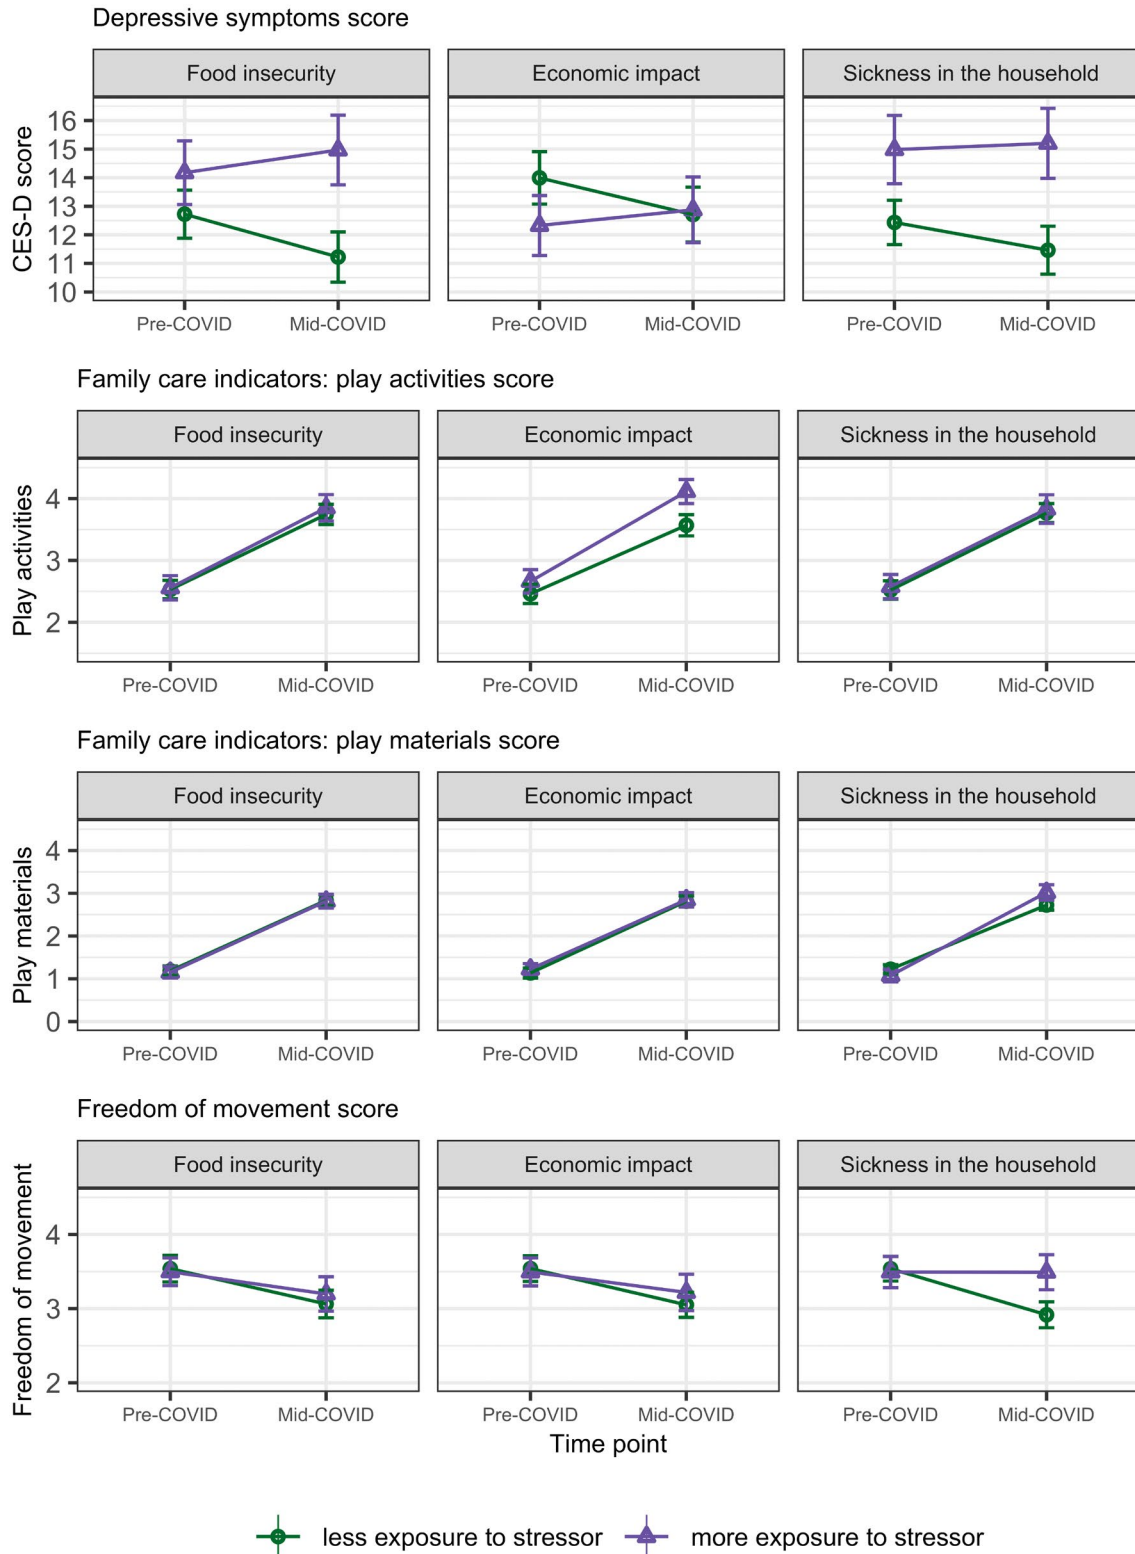 Depressive symptoms score
Food insecurity Economic impact Sickness in the household
CES-D score
16
15
14
13
12
11
10
Pre-COVID Mid-COVID Pre-COVID Mid-COVID Pre-COVID Mid-COVID
Family care indicators: play activities score
Food insecurity Economic impact Sickness in the household
Play activities
4
3
2
Pre-COVID Mid-COVID Pre-COVID Mid-COVID Pre-COVID Mid-COVID
Family care indicators: play materials score
Food insecurity Economic impact Sickness in the household
Play materials
4
3
2
1
0
Pre-COVID Mid-COVID Pre-COVID Mid-COVID Pre-COVID Mid-COVID
Freedom of movement score
Food insecurity Economic impact Sickness in the household
Freedom of movement
4
3
2
Pre-COVID Mid-COVID Pre-COVID Mid-COVID Pre-COVID Mid-COVID
Time point
less exposure to stressor more exposure to stressor